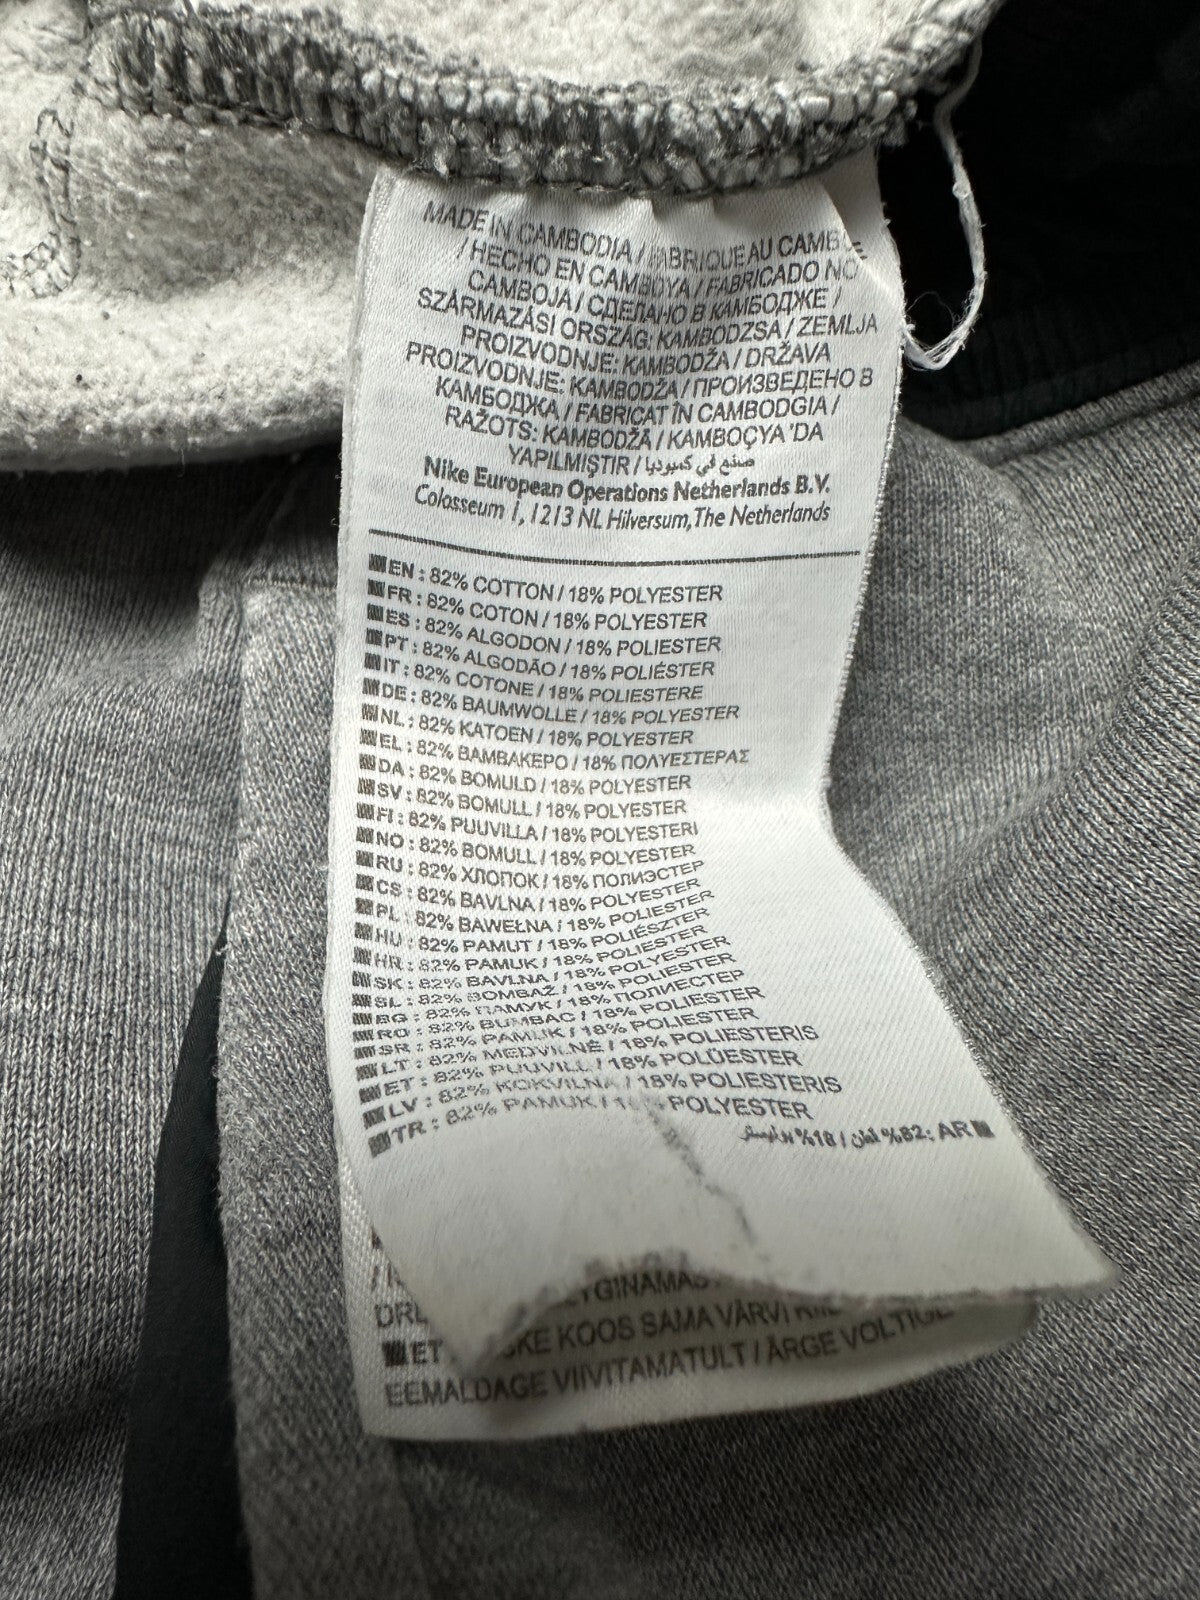 MADE IN CAMBODIA / FABRIQUE AU CAMBODGE
/ HECHO EN CAMBOYA / FABRICADO NO
CAMBOJA / СДЕЛАНО В КАМБОДЖЕ /
SZÁRMAZÁSI ORSZÁG: KAMBODZSA / ZEMLJA
PROIZVODNJE: KAMBODŽA / DRŽAVA
PROIZVODNJE: KAMBODŽA / ПРОИЗВЕДЕНО В
КАМБОДЖА / FABRICAT ÎN CAMBODGIA /
RAŽOTS: KAMBODŽĀ / KAMBOÇYA 'DA
YAPILMIŞTIR / صنع في كمبوديا
Nike European Operations Netherlands B.V.
Colosseum 1, 1213 NL Hilversum, The Netherlands
EN : 82% COTTON / 18% POLYESTER
FR : 82% COTON / 18% POLYESTER
ES : 82% ALGODON / 18% POLIESTER
PT : 82% ALGODÃO / 18% POLIÉSTER
IT : 82% COTONE / 18% POLIESTERE
DE : 82% BAUMWOLLE / 18% POLYESTER
NL : 82% KATOEN / 18% POLYESTER
EL : 82% ΒΑΜΒΑΚΕΡΟ / 18% ΠΟΛΥΕΣΤΕΡΑΣ
DA : 82% BOMULD / 18% POLYESTER
SV : 82% BOMULL / 18% POLYESTER
FI : 82% PUUVILLA / 18% POLYESTERI
NO : 82% BOMULL / 18% POLYESTER
RU : 82% ХЛОПОК / 18% ПОЛИЭСТЕР
CS : 82% BAVLNA / 18% POLYESTER
PL : 82% BAWEŁNA / 18% POLIESTER
HU : 82% PAMUT / 18% POLIÉSZTER
HR : 82% PAMUK / 18% POLIESTER
SK : 82% BAVLNA / 18% POLYESTER
SL : 82% BOMBAŽ / 18% POLIESTER
BG : 82% ПАМУК / 18% ПОЛИЕСТЕР
RO : 82% BUMBAC / 18% POLIESTER
SR : 82% PAMUK / 18% POLIESTER
LT : 82% MEDVILNĖ / 18% POLIESTERIS
ET : 82% PUUVILL / 18% POLÜESTER
LV : 82% KOKVILNA / 18% POLIESTERIS
TR : 82% PAMUK / 18% POLYESTER
AR : 82% قطن / 18% بوليستر
ET KOOS SAMA VÄRVI
EEMALDAGE VIIVITAMATULT / ÄRGE VOLTIGE